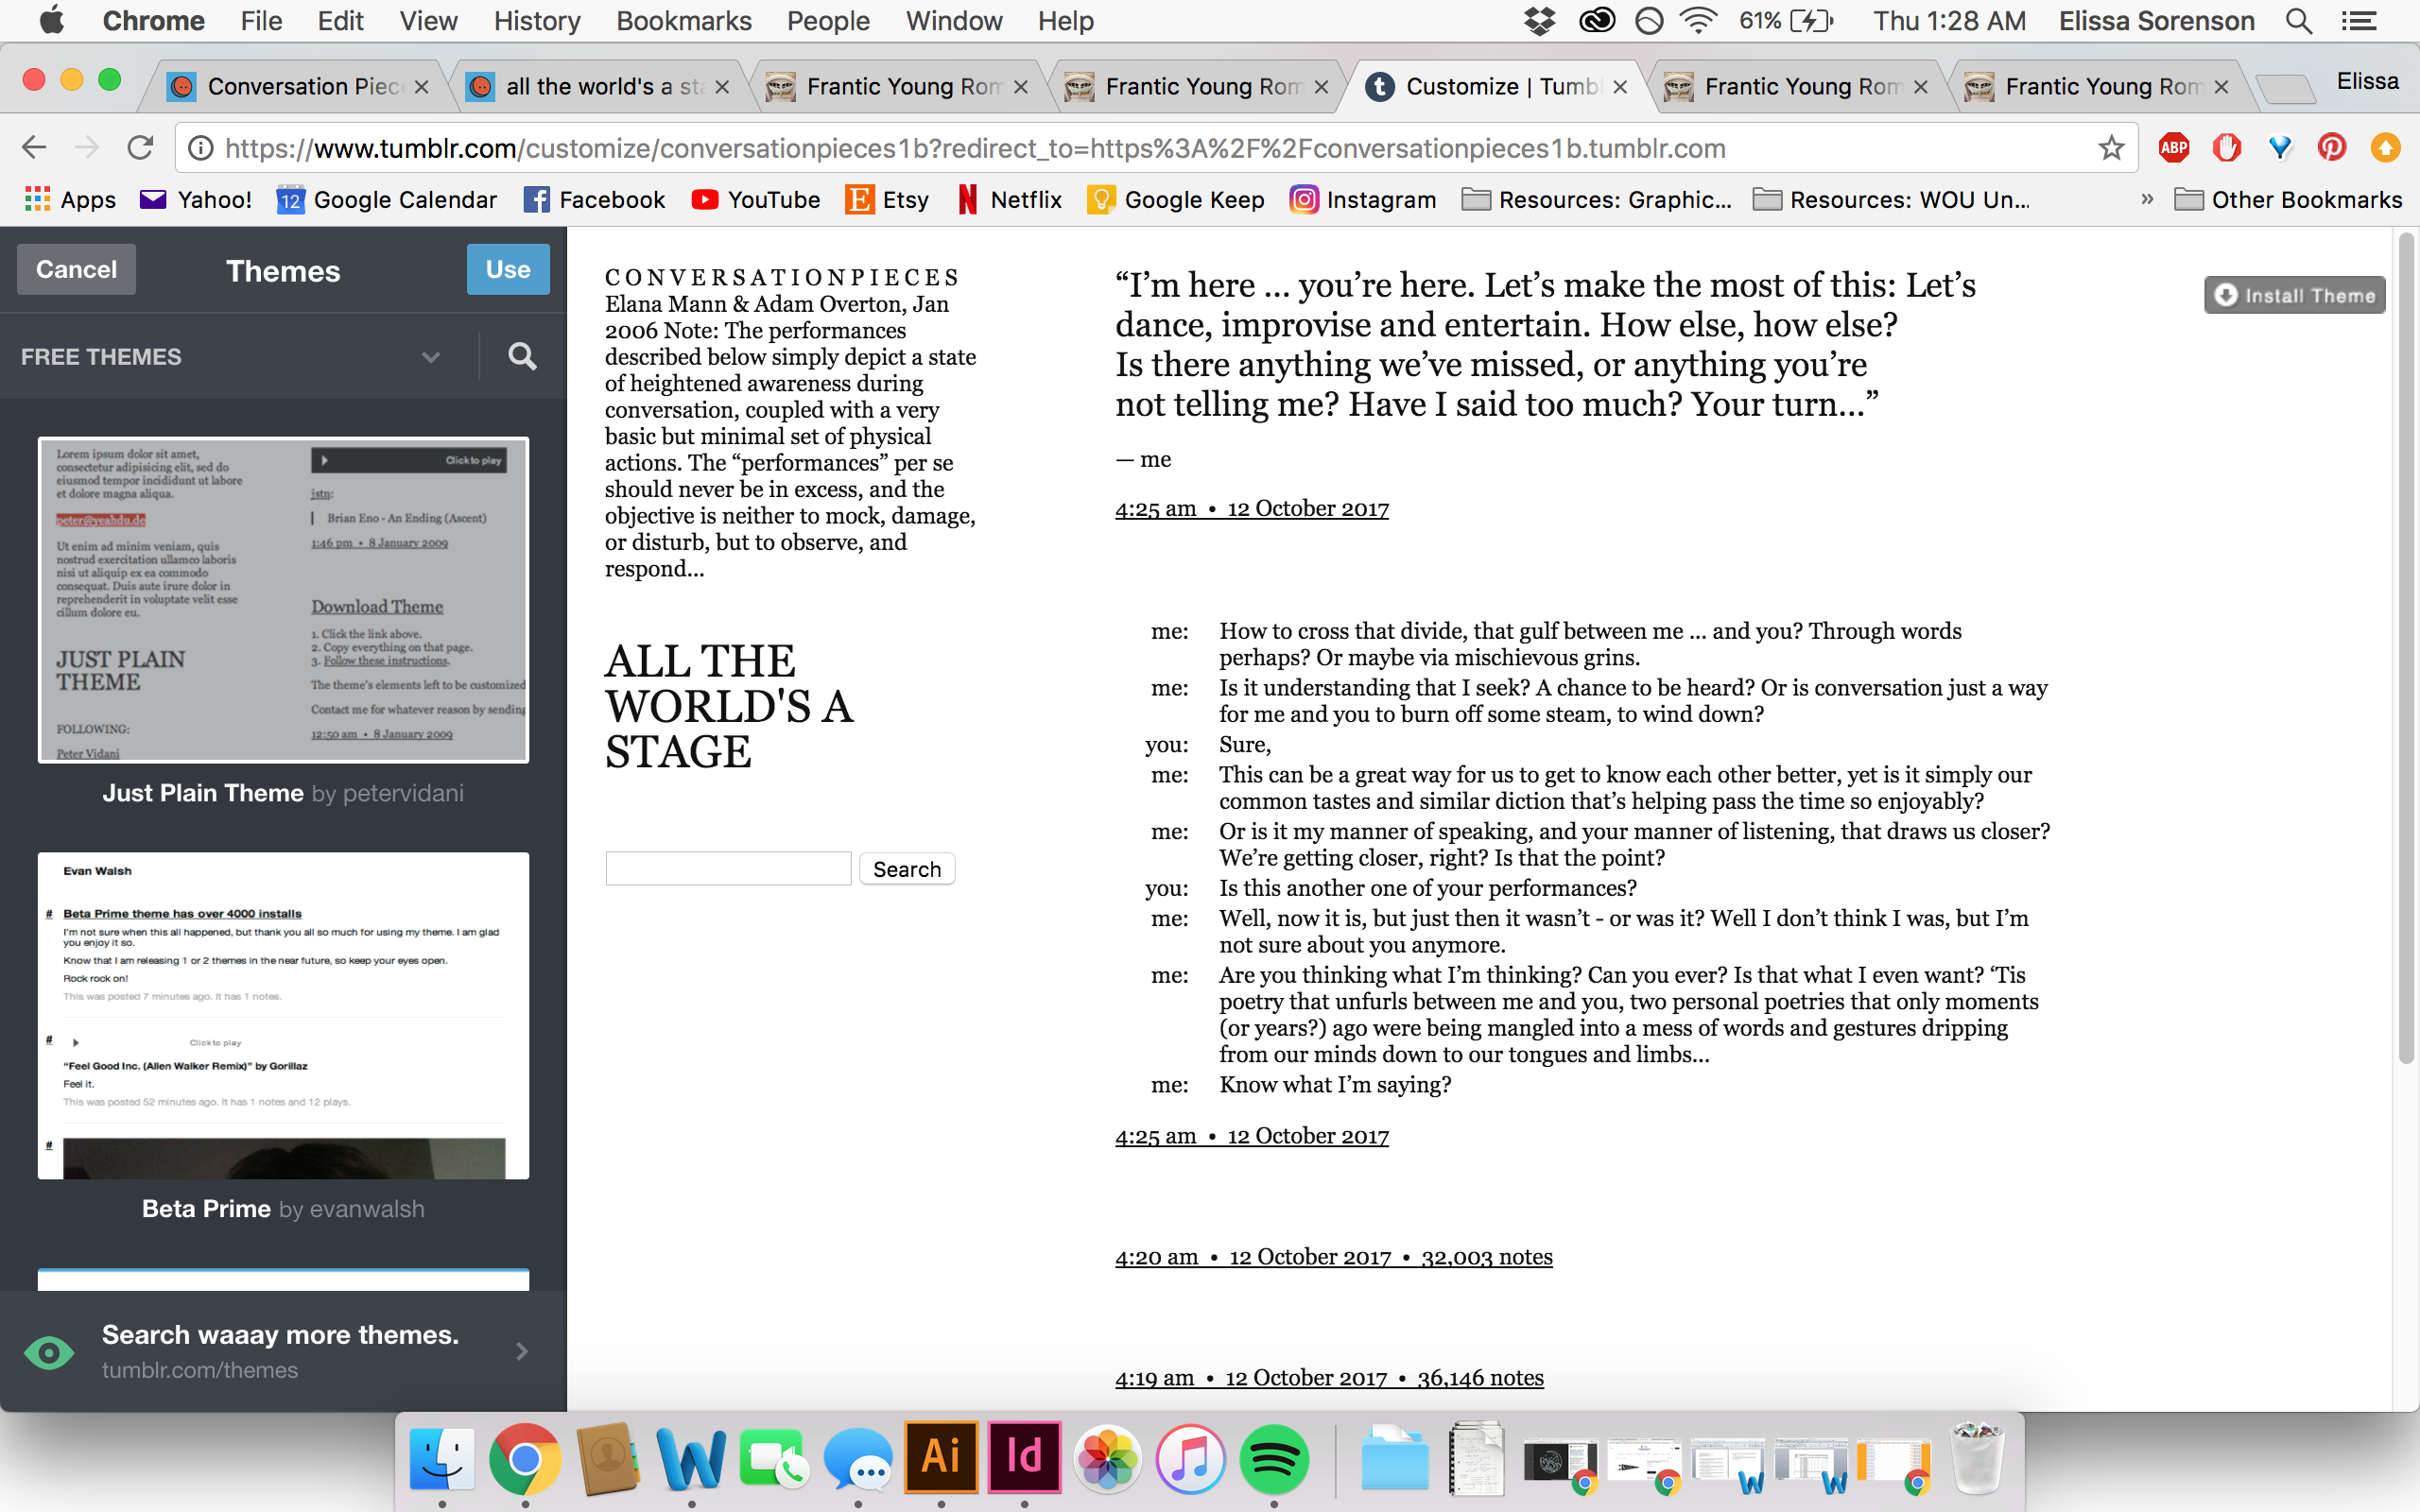 Chrome File Edit View History Bookmarks People Window Help 61% Thu 1:28 AM Elissa Sorenson
Conversation Piec all the world's a sta Frantic Young Rom Frantic Young Rom Customize | Tumbl Frantic Young Rom Frantic Young Rom Elissa
https://www.tumblr.com/customize/conversationpieces1b?redirect_to=https%3A%2F%2Fconversationpieces1b.tumblr.com ABP
Apps Yahoo! 12 Google Calendar Facebook YouTube E Etsy Netflix Google Keep Instagram Resources: Graphic... Resources: WOU Un... » Other Bookmarks
Cancel Themes Use
FREE THEMES
Lorem ipsum dolor sit amet,
consectetur adipisicing elit, sed do
eiusmod tempor incididunt ut labore
et dolore magna aliqua.
peter@yeahdu.de
Ut enim ad minim veniam, quis
nostrud exercitation ullamco laboris
nisi ut aliquip ex ea commodo
consequat. Duis aute irure dolor in
reprehenderit in voluptate velit esse
cillum dolore eu.
JUST PLAIN
THEME
FOLLOWING:
Peter Vidani
Click to play
jstn:
Brian Eno - An Ending (Ascent)
1:46 pm • 8 January 2009
Download Theme
1. Click the link above.
2. Copy everything on that page.
3. Follow these instructions.
The theme's elements left to be customized
Contact me for whatever reason by sending
12:50 am • 8 January 2009
Just Plain Theme by petervidani
Evan Walsh
# Beta Prime theme has over 4000 installs
I'm not sure when this all happened, but thank you all so much for using my theme. I am glad
you enjoy it so.
Know that I am releasing 1 or 2 themes in the near future, so keep your eyes open.
Rock rock on!
This was posted 7 minutes ago. It has 1 notes.
# Click to play
“Feel Good Inc. (Allen Walker Remix)” by Gorillaz
Feel it.
This was posted 52 minutes ago. It has 1 notes and 12 plays.
#
Beta Prime by evanwalsh
Search waaay more themes.
tumblr.com/themes
C O N V E R S A T I O N P I E C E S
Elana Mann & Adam Overton, Jan
2006 Note: The performances
described below simply depict a state
of heightened awareness during
conversation, coupled with a very
basic but minimal set of physical
actions. The “performances” per se
should never be in excess, and the
objective is neither to mock, damage,
or disturb, but to observe, and
respond...
ALL THE
WORLD'S A
STAGE
Search
“I’m here ... you’re here. Let’s make the most of this: Let’s
dance, improvise and entertain. How else, how else?
Is there anything we’ve missed, or anything you’re
not telling me? Have I said too much? Your turn...”
— me
4:25 am • 12 October 2017
Install Theme
me: How to cross that divide, that gulf between me ... and you? Through words
perhaps? Or maybe via mischievous grins.
me: Is it understanding that I seek? A chance to be heard? Or is conversation just a way
for me and you to burn off some steam, to wind down?
you: Sure,
me: This can be a great way for us to get to know each other better, yet is it simply our
common tastes and similar diction that’s helping pass the time so enjoyably?
me: Or is it my manner of speaking, and your manner of listening, that draws us closer?
We’re getting closer, right? Is that the point?
you: Is this another one of your performances?
me: Well, now it is, but just then it wasn’t - or was it? Well I don’t think I was, but I’m
not sure about you anymore.
me: Are you thinking what I’m thinking? Can you ever? Is that what I even want? ‘Tis
poetry that unfurls between me and you, two personal poetries that only moments
(or years?) ago were being mangled into a mess of words and gestures dripping
from our minds down to our tongues and limbs...
me: Know what I’m saying?
4:25 am • 12 October 2017
4:20 am • 12 October 2017 • 32,003 notes
4:19 am • 12 October 2017 • 36,146 notes
Ai Id